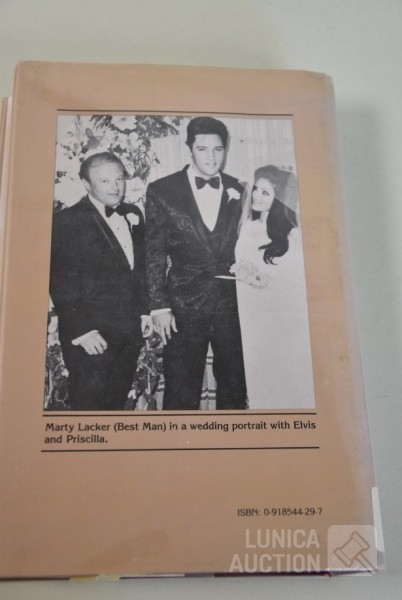 Marty Lacker (Best Man) in a wedding portrait with Elvis
and Priscilla.
ISBN: 0-918544-29-7
LUNICA
AUCTION